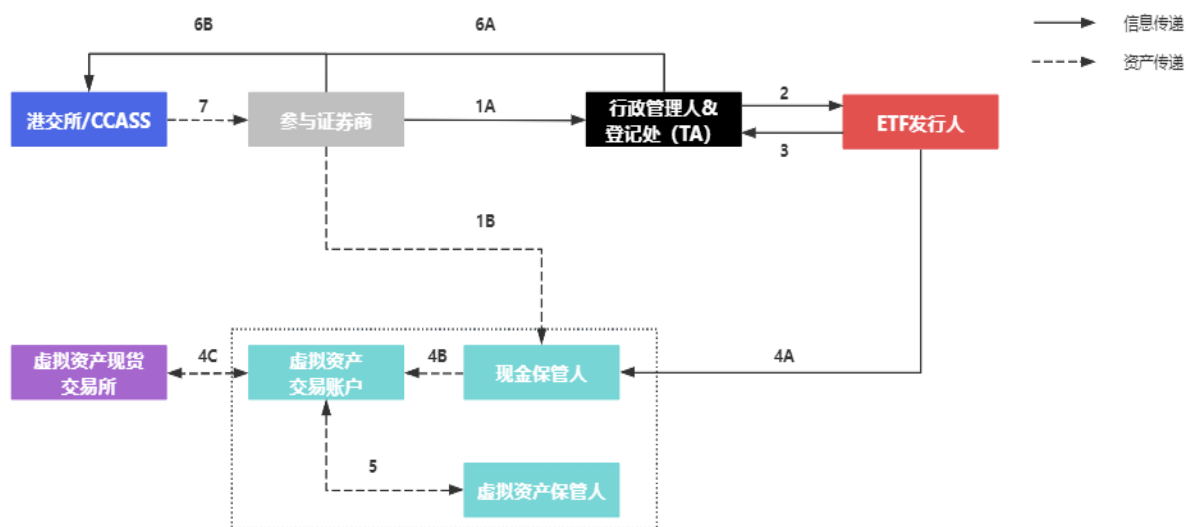 6B
6A
信息传递
资产传递
港交所/CCASS
7
参与证券商
1A
行政管理人&
登记处（TA）
2
3
ETF发行人
1B
虚拟资产现货
交易所
4C
虚拟资产
交易账户
4B
现金保管人
4A
5
虚拟资产保管人